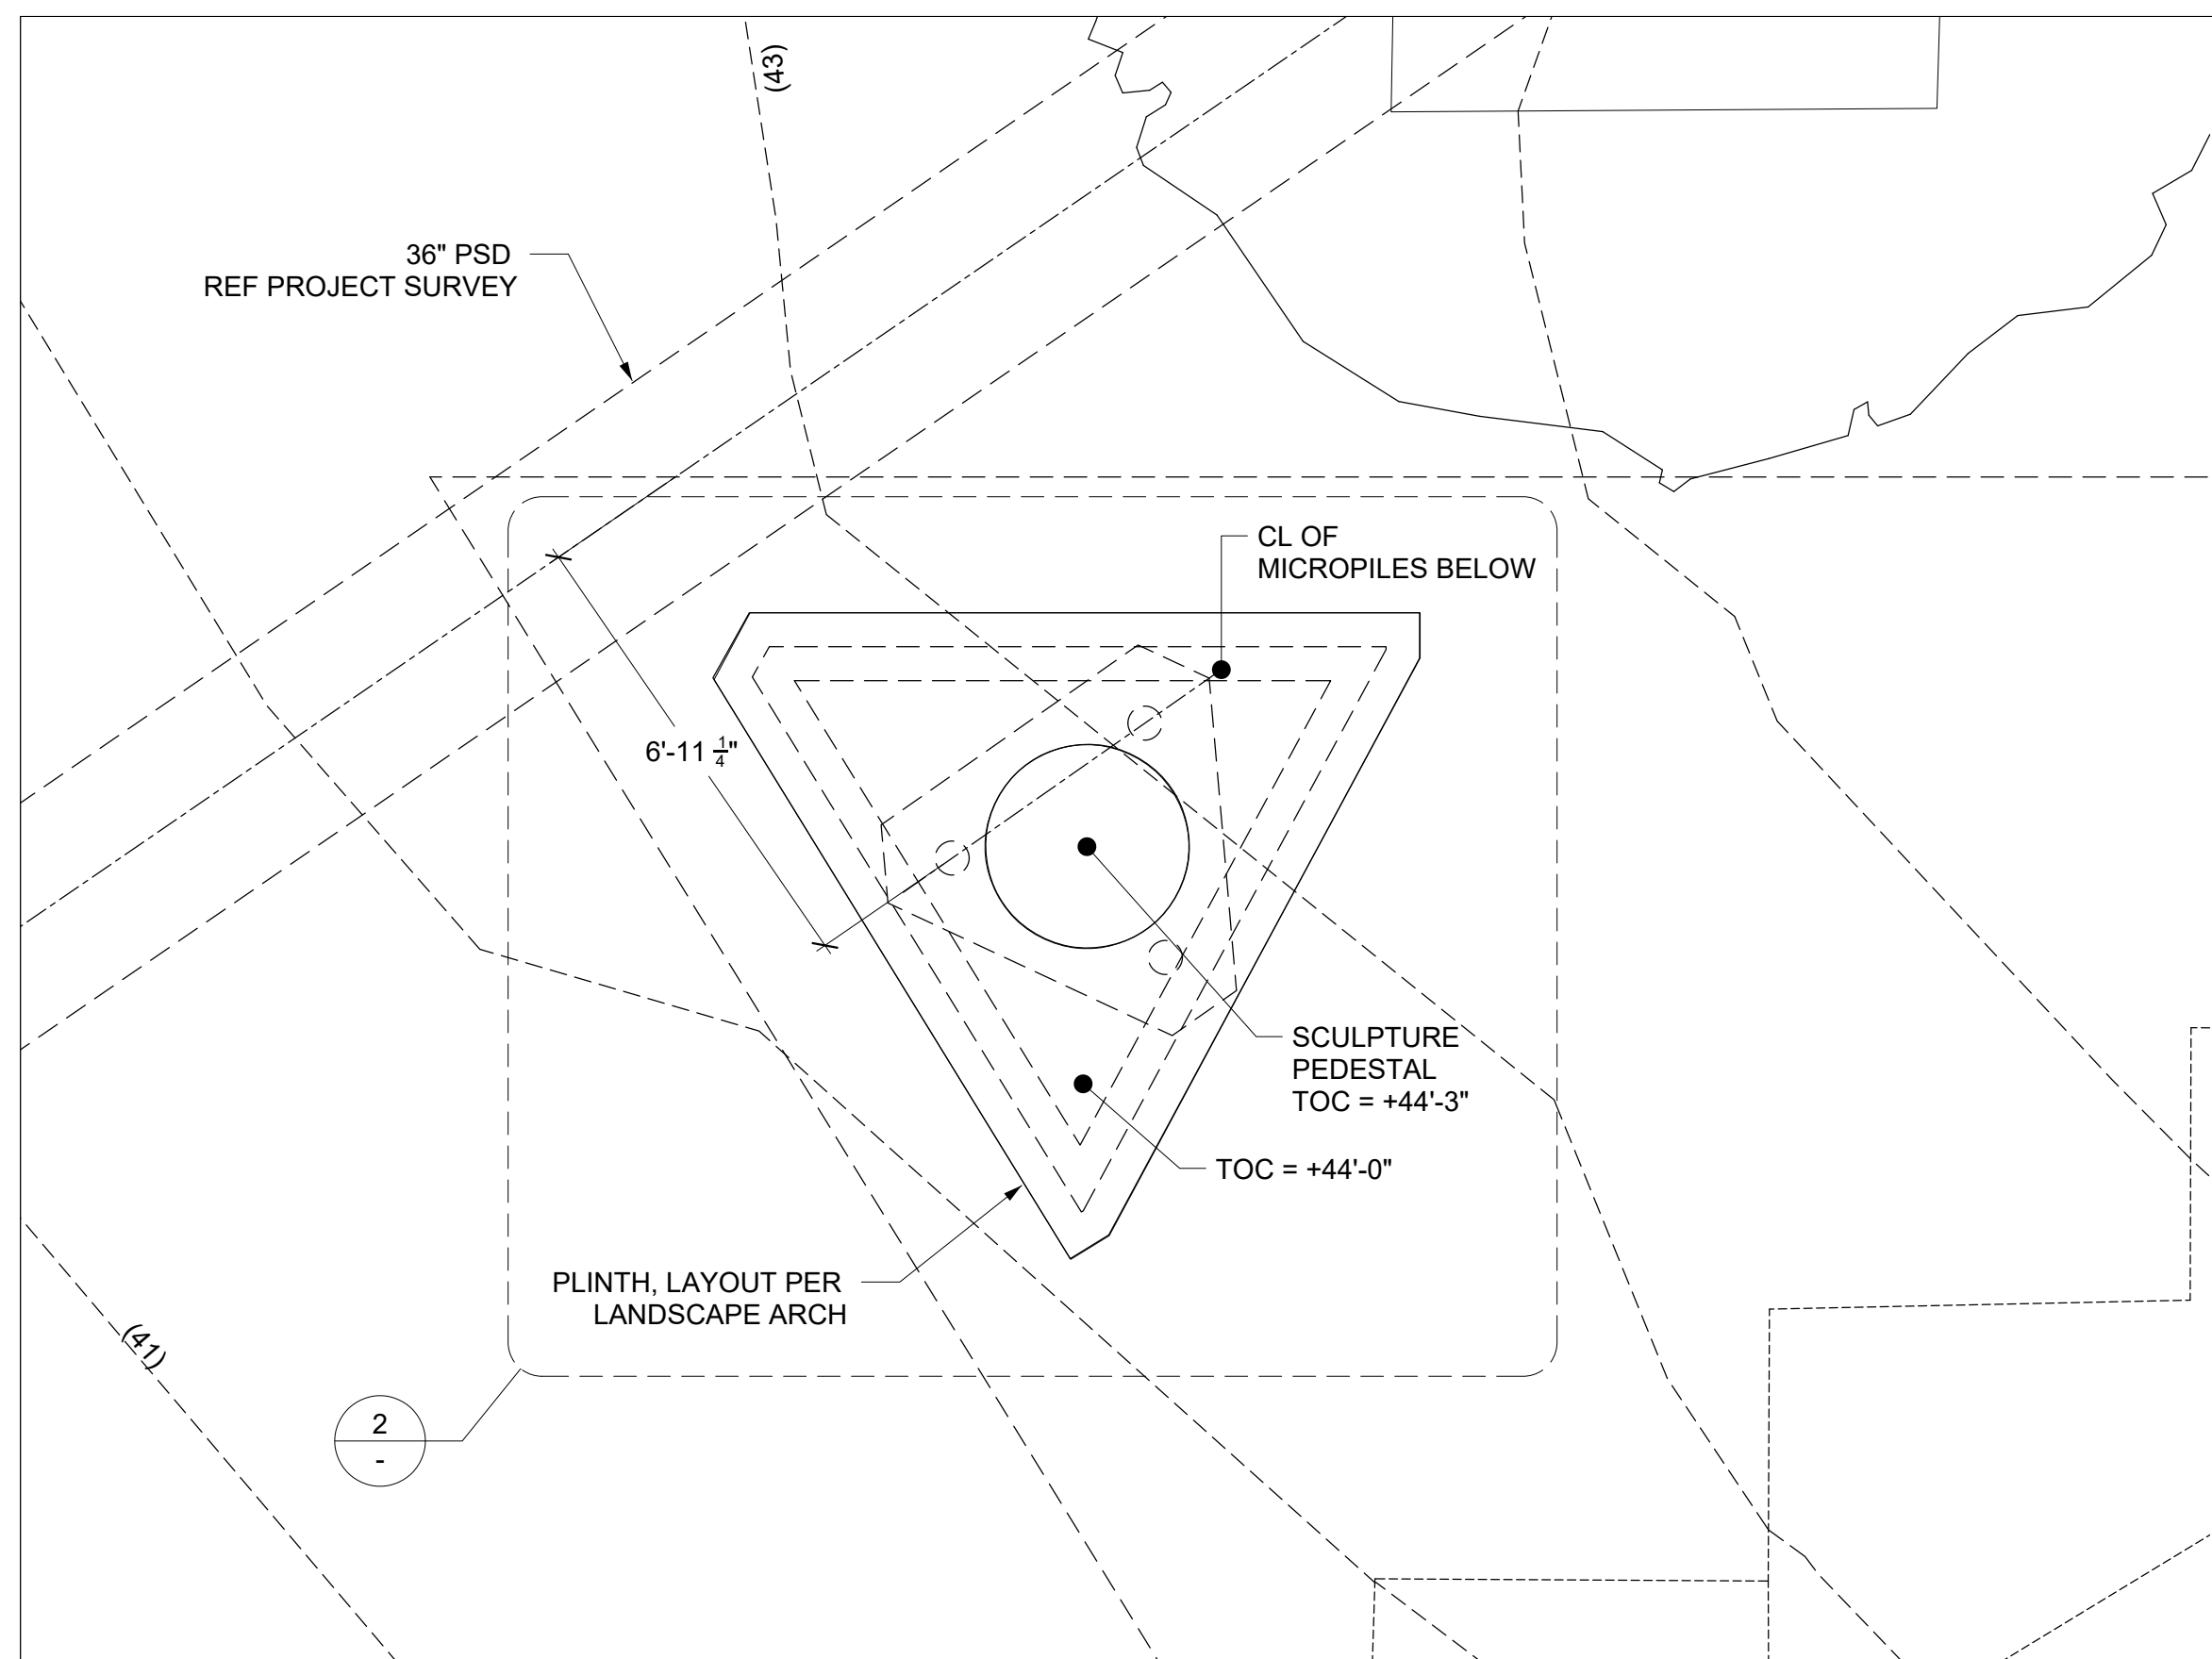 (43)
36" PSD
REF PROJECT SURVEY
CL OF
MICROPILES BELOW
6'-11 1/4"
SCULPTURE
PEDESTAL
TOC = +44'-3"
TOC = +44'-0"
PLINTH, LAYOUT PER
LANDSCAPE ARCH
(41)
2
-